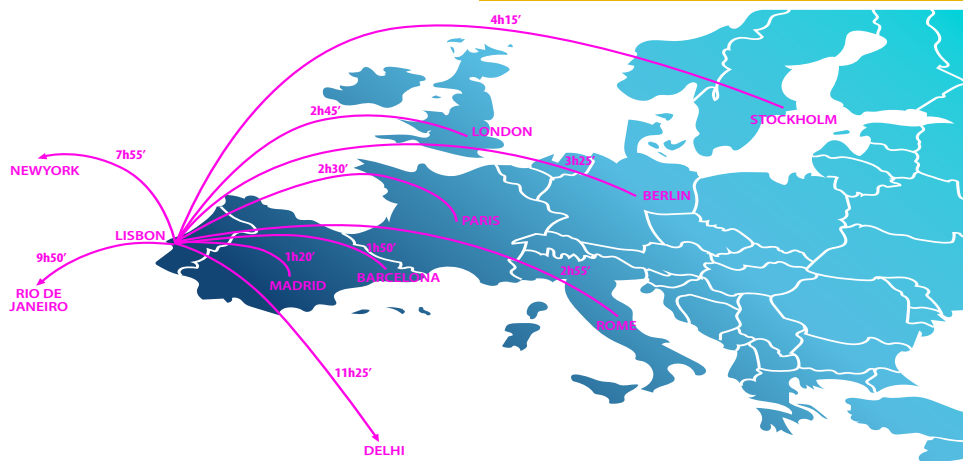 4h15’
2h45’
LONDON
STOCKHOLM
7h55’
NEWYORK
2h30’
3h25’
BERLIN
PARIS
LISBON
9h50’
1h20’
1h50’
2h55’
BARCELONA
MADRID
RIO DE
JANEIRO
ROME
11h25’
DELHI